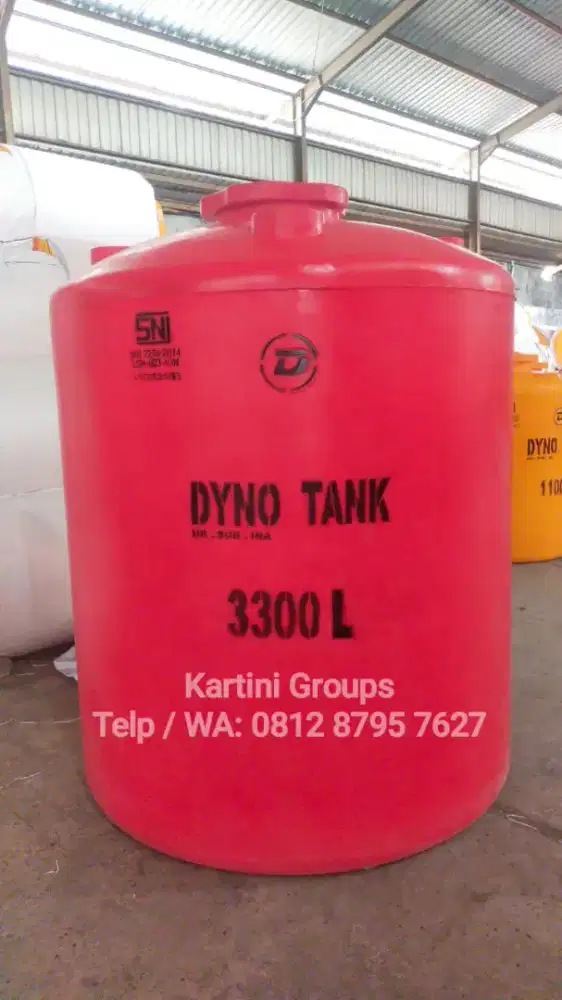 SNI
DYNO TANK
3300 L
Kartini Groups
Telp / WA: 0812 8795 7627
DYNO
1100